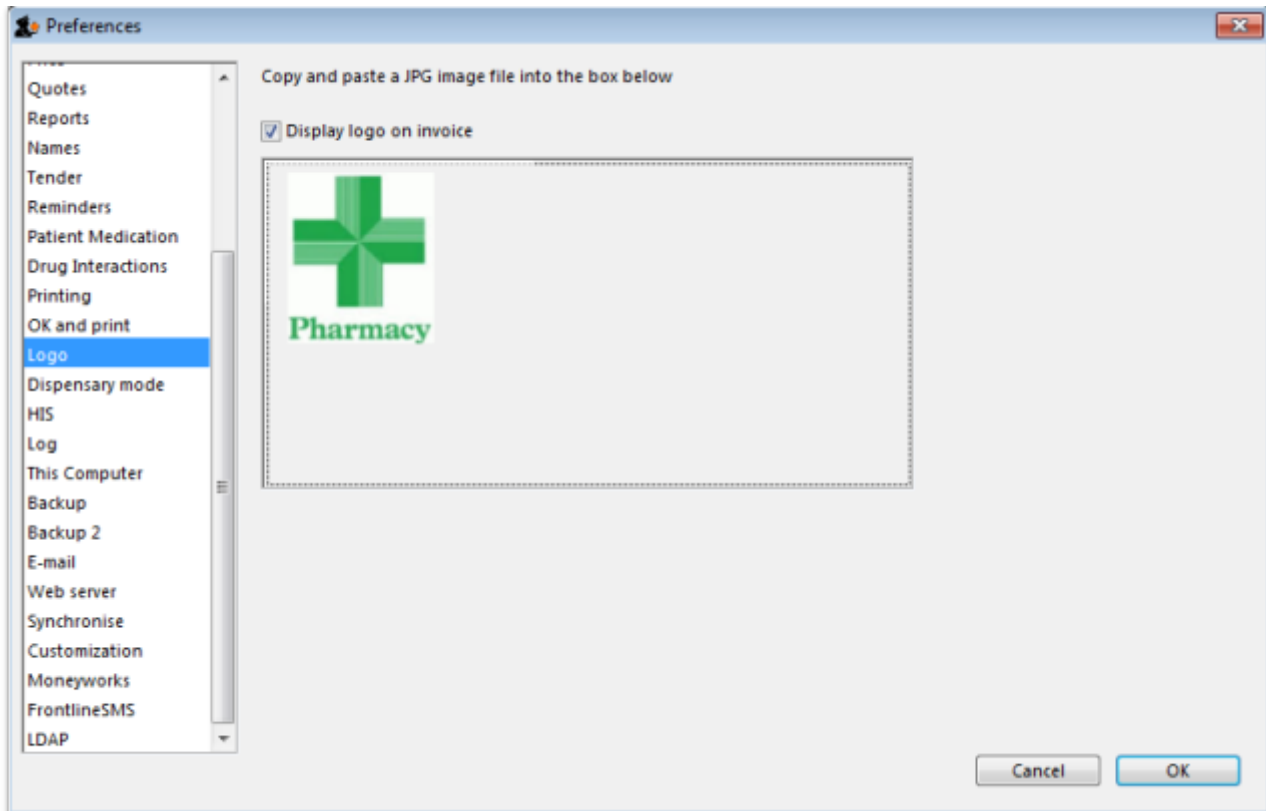 Preferences
Quotes
Reports
Names
Tender
Reminders
Patient Medication
Drug Interactions
Printing
OK and print
Logo
Dispensary mode
HIS
Log
This Computer
Backup
Backup 2
E-mail
Web server
Synchronise
Customization
Moneyworks
FrontlineSMS
LDAP
Copy and paste a JPG image file into the box below
Display logo on invoice
Pharmacy
Cancel
OK